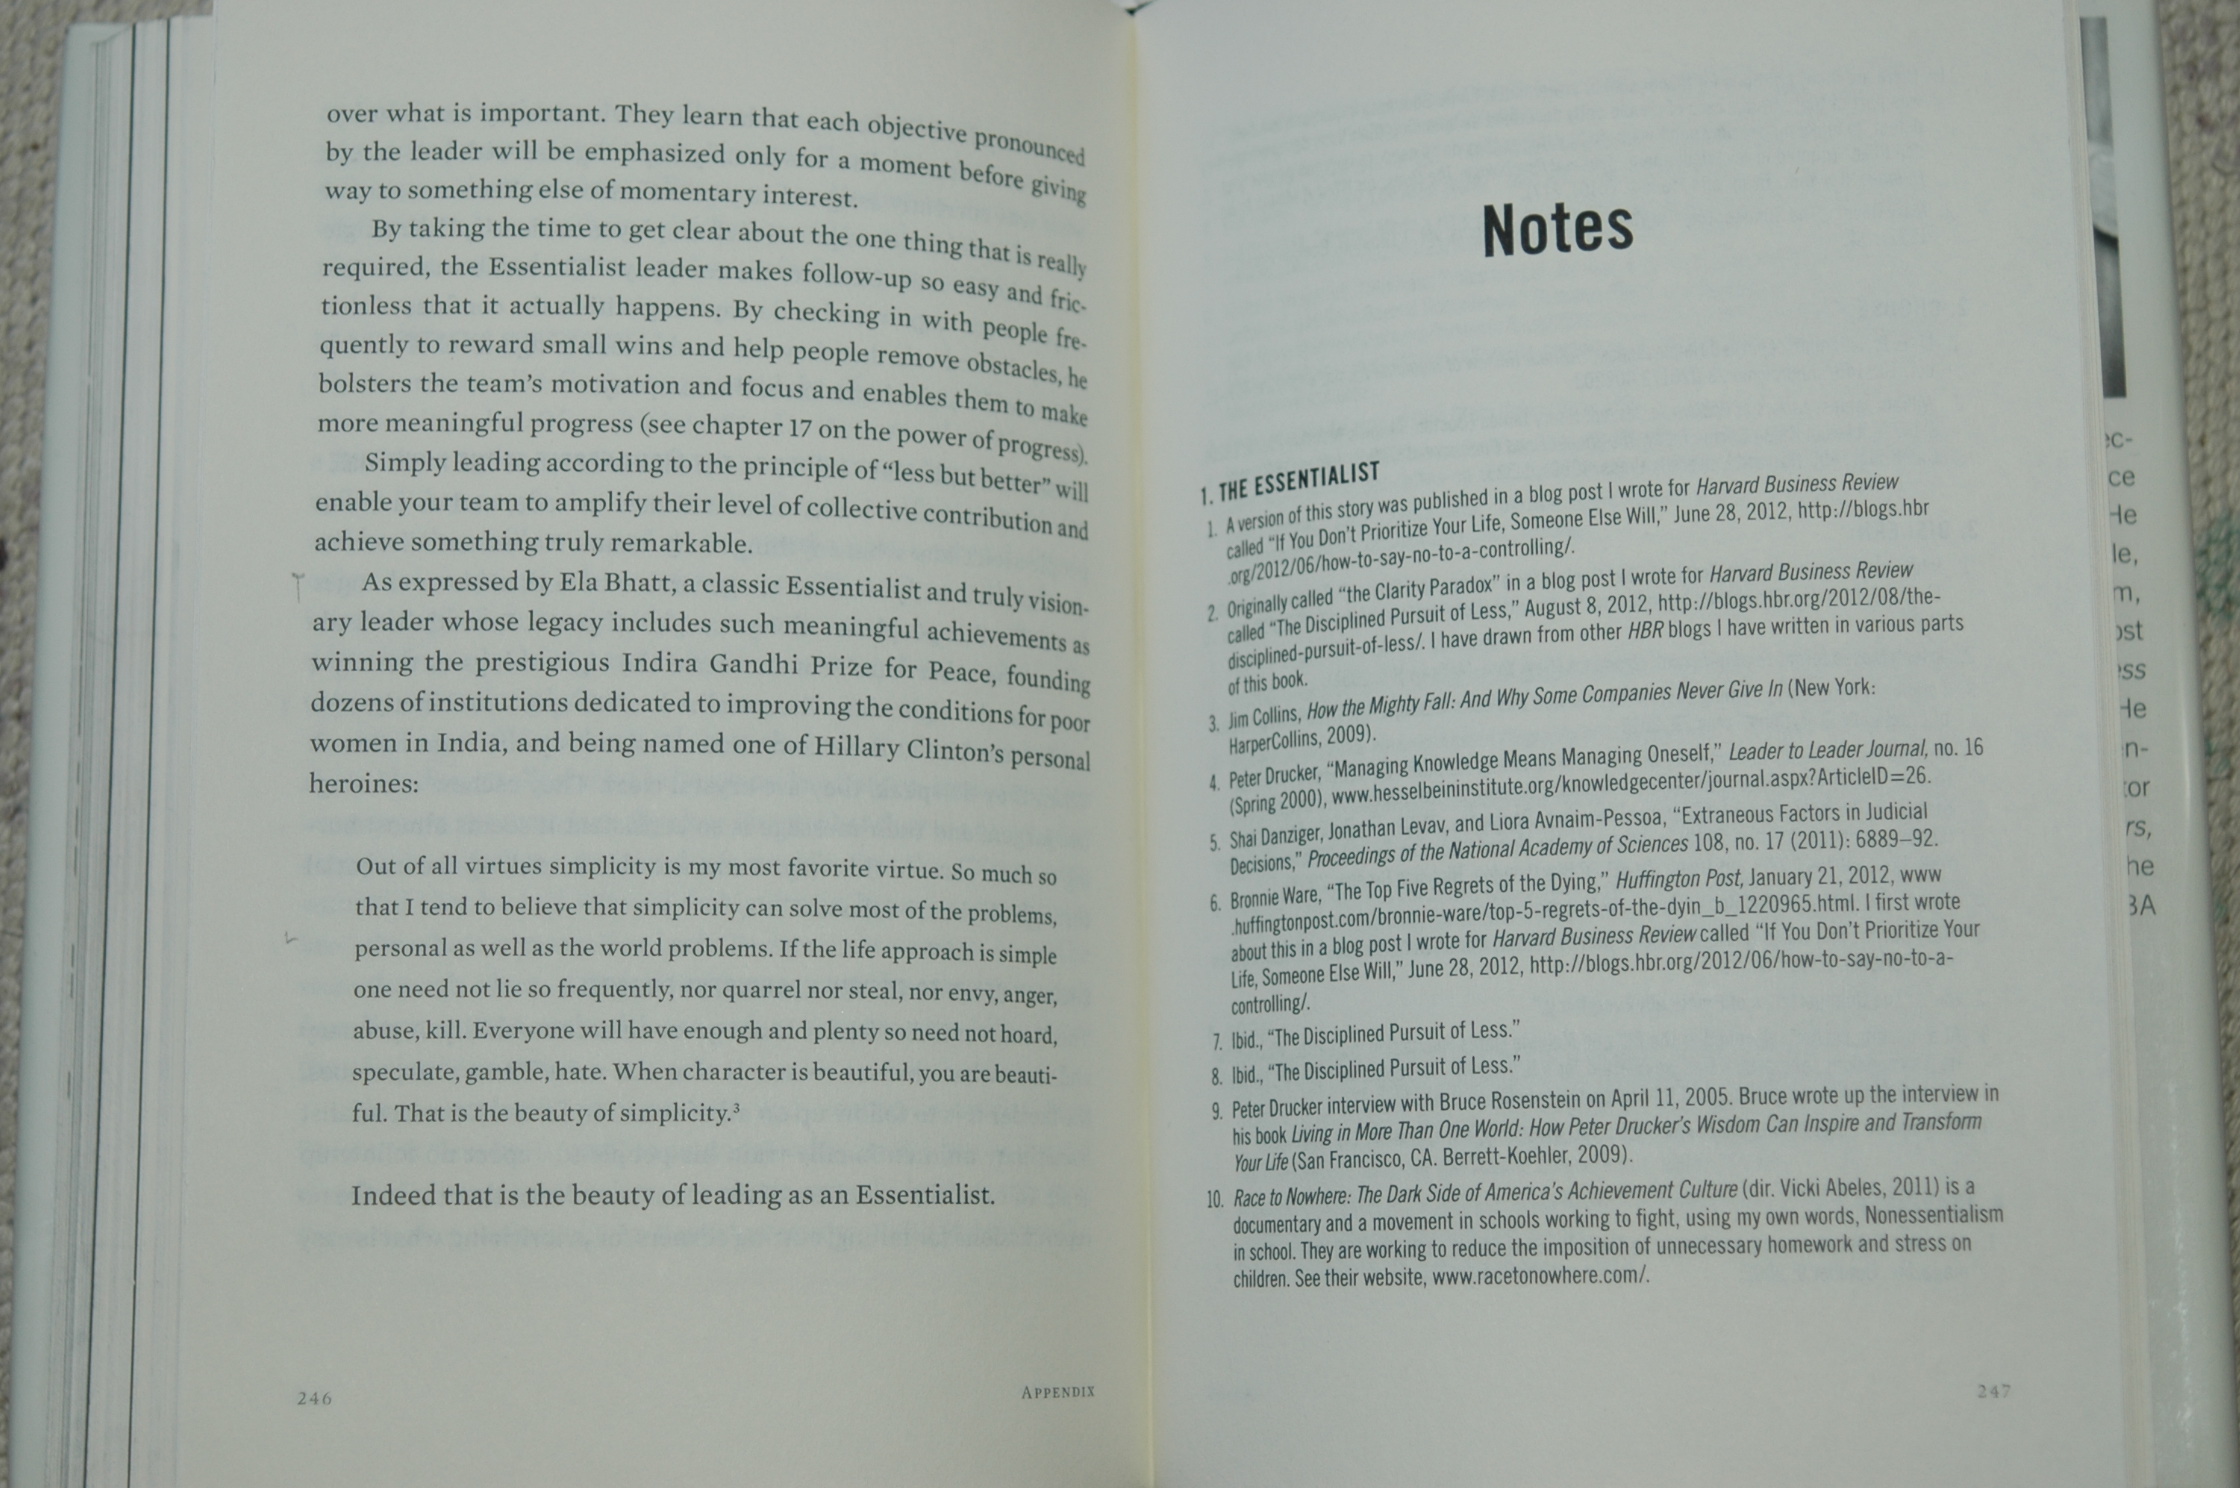 over what is important. They learn that each objective pronounced
by the leader will be emphasized only for a moment before giving
way to something else of momentary interest.
By taking the time to get clear about the one thing that is really
required, the Essentialist leader makes follow-up so easy and fric-
tionless that it actually happens. By checking in with people fre-
quently to reward small wins and help people remove obstacles, he
bolsters the team's motivation and focus and enables them to make
more meaningful progress (see chapter 17 on the power of progress).
Simply leading according to the principle of “less but better” will
enable your team to amplify their level of collective contribution and
achieve something truly remarkable.
As expressed by Ela Bhatt, a classic Essentialist and truly vision-
ary leader whose legacy includes such meaningful achievements as
winning the prestigious Indira Gandhi Prize for Peace, founding
dozens of institutions dedicated to improving the conditions for poor
women in India, and being named one of Hillary Clinton's personal
heroines:
Out of all virtues simplicity is my most favorite virtue. So much so
that I tend to believe that simplicity can solve most of the problems,
personal as well as the world problems. If the life approach is simple
one need not lie so frequently, nor quarrel nor steal, nor envy, anger,
abuse, kill. Everyone will have enough and plenty so need not hoard,
speculate, gamble, hate. When character is beautiful, you are beauti-
ful. That is the beauty of simplicity.³
Indeed that is the beauty of leading as an Essentialist.
246
APPENDIX
Notes
1. THE ESSENTIALIST
1. A version of this story was published in a blog post I wrote for Harvard Business Review
called “If You Don't Prioritize Your Life, Someone Else Will,” June 28, 2012, http://blogs.hbr
.org/2012/06/how-to-say-no-to-a-controlling/.
2. Originally called “the Clarity Paradox” in a blog post I wrote for Harvard Business Review
called “The Disciplined Pursuit of Less,” August 8, 2012, http://blogs.hbr.org/2012/08/the-
disciplined-pursuit-of-less/. I have drawn from other HBR blogs I have written in various parts
of this book.
3. Jim Collins, How the Mighty Fall: And Why Some Companies Never Give In (New York:
HarperCollins, 2009).
4. Peter Drucker, “Managing Knowledge Means Managing Oneself,” Leader to Leader Journal, no. 16
(Spring 2000), www.hesselbeininstitute.org/knowledgecenter/journal.aspx?ArticleID=26.
5. Shai Danziger, Jonathan Levav, and Liora Avnaim-Pessoa, “Extraneous Factors in Judicial
Decisions,” Proceedings of the National Academy of Sciences 108, no. 17 (2011): 6889–92.
6. Bronnie Ware, “The Top Five Regrets of the Dying,” Huffington Post, January 21, 2012, www
.huffingtonpost.com/bronnie-ware/top-5-regrets-of-the-dyin_b_1220965.html. I first wrote
about this in a blog post I wrote for Harvard Business Review called “If You Don't Prioritize Your
Life, Someone Else Will,” June 28, 2012, http://blogs.hbr.org/2012/06/how-to-say-no-to-a-
controlling/.
7. Ibid., “The Disciplined Pursuit of Less.”
8. Ibid., “The Disciplined Pursuit of Less.”
9. Peter Drucker interview with Bruce Rosenstein on April 11, 2005. Bruce wrote up the interview in
his book Living in More Than One World: How Peter Drucker's Wisdom Can Inspire and Transform
Your Life (San Francisco, CA. Berrett-Koehler, 2009).
10. Race to Nowhere: The Dark Side of America's Achievement Culture (dir. Vicki Abeles, 2011) is a
documentary and a movement in schools working to fight, using my own words, Nonessentialism
in school. They are working to reduce the imposition of unnecessary homework and stress on
children. See their website, www.racetonowhere.com/.
247